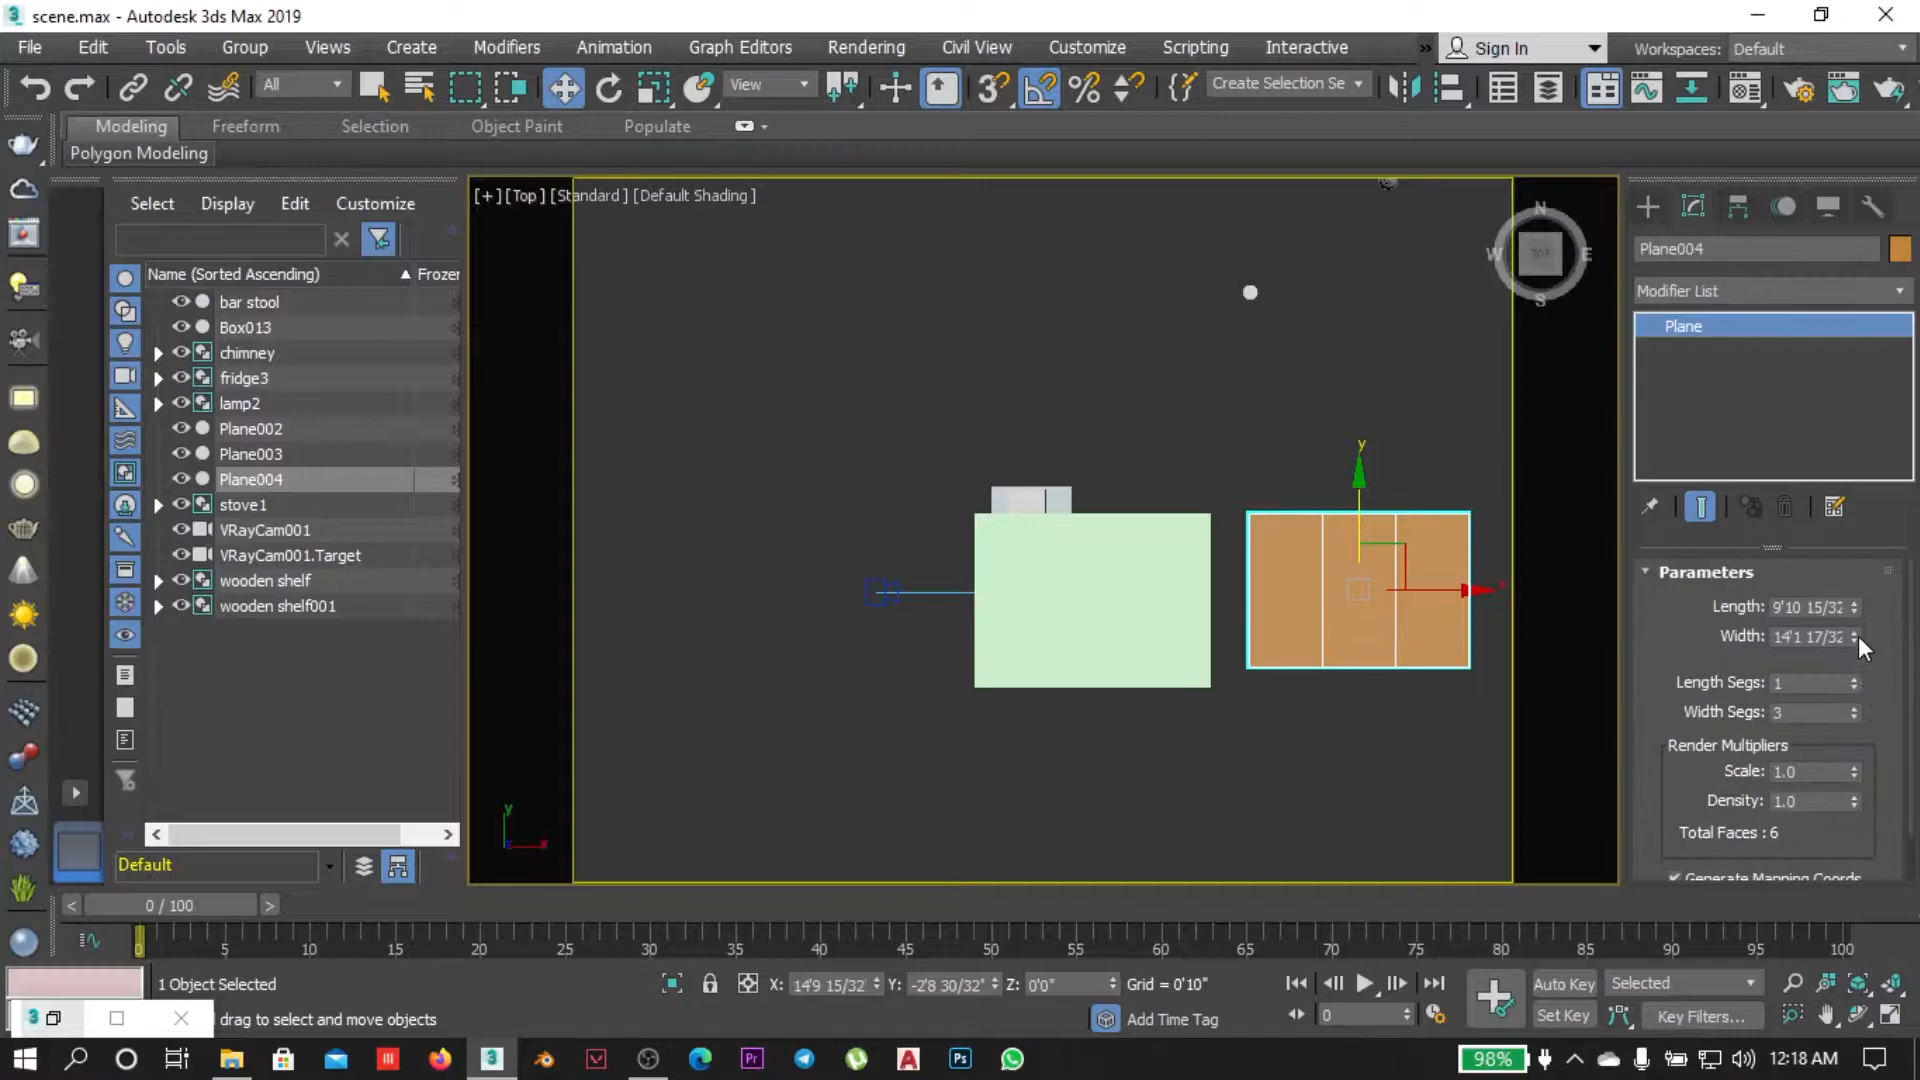 scene.max - Autodesk 3ds Max 2019
File Edit Tools Group Views Create Modifiers Animation Graph Editors Rendering Civil View Customize Scripting Interactive » Sign In Workspaces: Default
All View Create Selection Se
Modeling Freeform Selection Object Paint Populate
Polygon Modeling
Select Display Edit Customize
[+] [Top] [Standard] [Default Shading]
N
W E
S
Plane004
Name (Sorted Ascending) Frozen
Modifier List
bar stool
Plane
Box013
chimney
fridge3
lamp2
Plane002
Plane003
Plane004
stove1
VRayCam001
VRayCam001.Target
wooden shelf
wooden shelf001
y
x
Parameters
Length: 9'10 15/32
Width: 14'1 17/32
Length Segs: 1
Width Segs: 3
Render Multipliers
Scale: 1.0
Density: 1.0
Total Faces : 6
Generate Mapping Coords
y
x
Default
< 0 / 100 >
0 5 10 15 20 25 30 35 40 45 50 55 60 65 70 75 80 85 90 95 100
1 Object Selected X: 14'9 15/32' Y: -2'8 30/32" Z: 0'0" Grid = 0'10" Auto Key Selected
drag to select and move objects Add Time Tag 0 Set Key Key Filters...
98% 12:18 AM